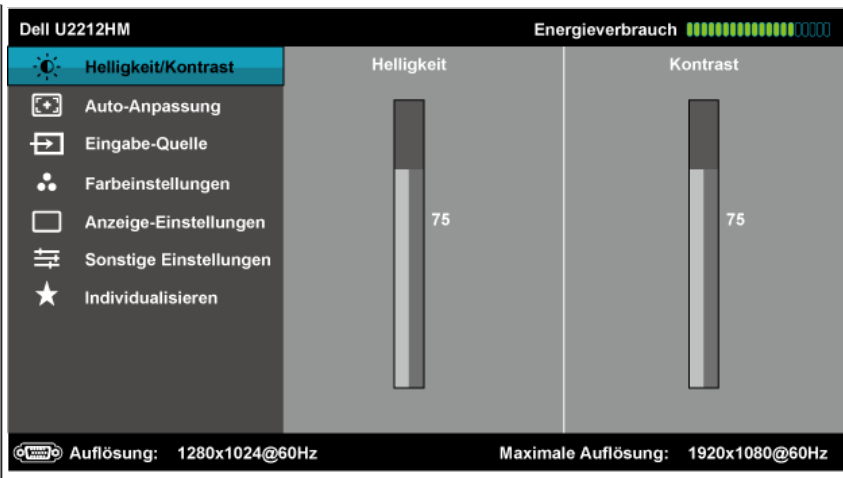 Dell U2212HM
Energieverbrauch
Helligkeit/Kontrast
Auto-Anpassung
Eingabe-Quelle
Farbeinstellungen
Anzeige-Einstellungen
Sonstige Einstellungen
Individualisieren
Helligkeit
75
Kontrast
75
Auflösung: 1280x1024@60Hz
Maximale Auflösung: 1920x1080@60Hz